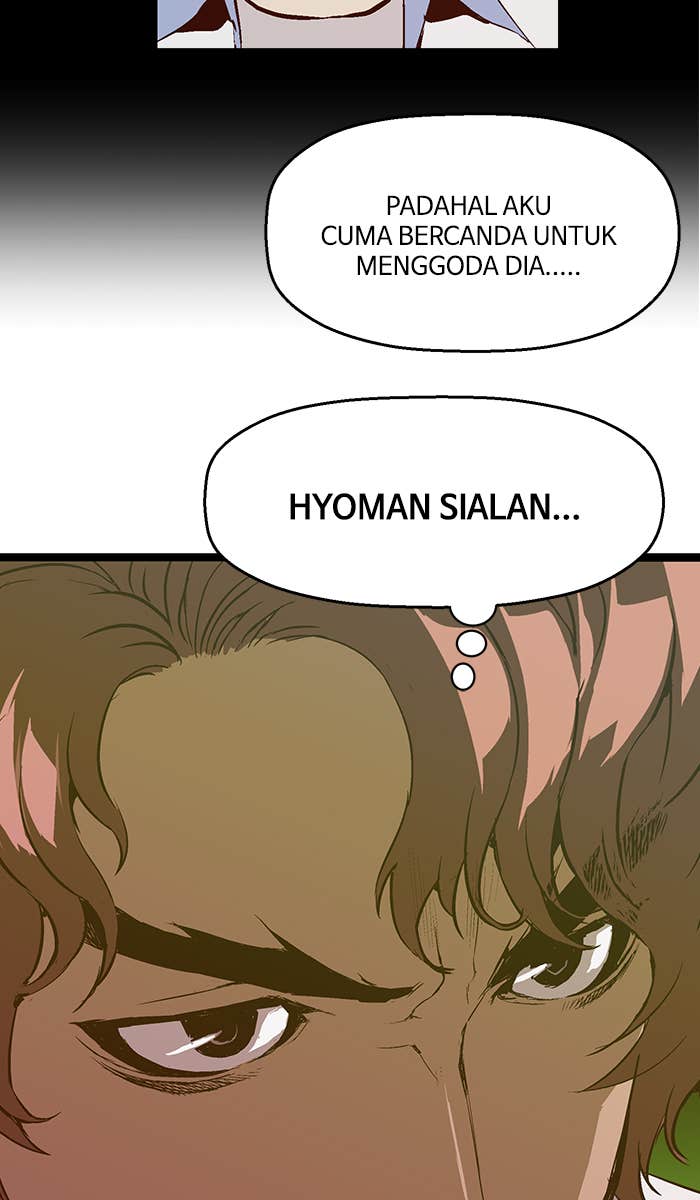 PADAHAL AKU
CUMA BERCANDA UNTUK
MENGGODA DIA.....
HYOMAN SIALAN...